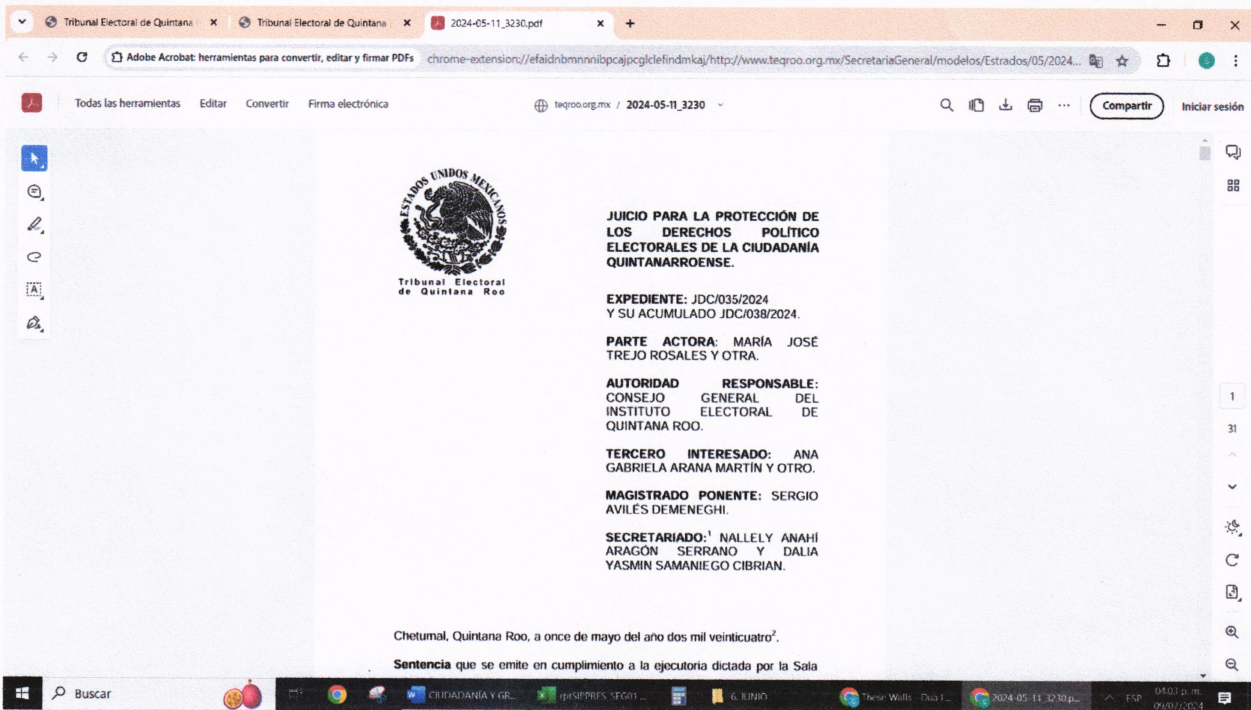 Tribunal Electoral de Quintana
Tribunal Electoral de Quintana
2024-05-11_3230.pdf
Adobe Acrobat: herramientas para convertir, editar y firmar PDFs
chrome-extension://efaidnbmnnnibpcajpcglclefindmkaj/http://www.teqroo.org.mx/SecretariaGeneral/modelos/Estrados/05/2024...
Todas las herramientas Editar Convertir Firma electrónica
teqroo.org.mx / 2024-05-11_3230
Compartir
Iniciar sesión
ESTADOS UNIDOS MEXICANOS
Tribunal Electoral
de Quintana Roo
JUICIO PARA LA PROTECCIÓN DE
LOS DERECHOS POLÍTICO
ELECTORALES DE LA CIUDADANÍA
QUINTANARROENSE.
EXPEDIENTE: JDC/035/2024
Y SU ACUMULADO JDC/038/2024.
PARTE ACTORA: MARÍA JOSÉ
TREJO ROSALES Y OTRA.
AUTORIDAD RESPONSABLE:
CONSEJO GENERAL DEL
INSTITUTO ELECTORAL DE
QUINTANA ROO.
TERCERO INTERESADO: ANA
GABRIELA ARANA MARTÍN Y OTRO.
MAGISTRADO PONENTE: SERGIO
AVILÉS DEMENEGHI.
SECRETARIADO:¹ NALLELY ANAHÍ
ARAGÓN SERRANO Y DALIA
YASMIN SAMANIEGO CIBRIAN.
Chetumal, Quintana Roo, a once de mayo del año dos mil veinticuatro².
Sentencia que se emite en cumplimiento a la ejecutoria dictada por la Sala
1
31
Buscar
CIUDADANÍA Y GR...
rptSIPPRES_SEG01...
6. JUNIO
These Walls - Dua L...
2024-05-11_3230.p...
ESP
04:03 p. m.
09/07/2024